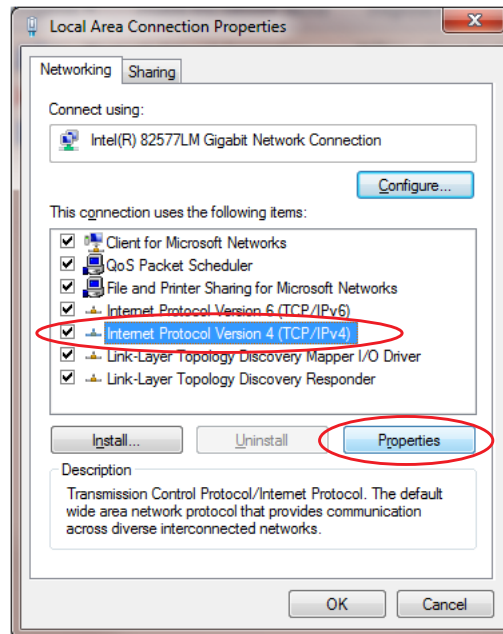 Local Area Connection Properties
Networking
Sharing
Connect using:
Intel(R) 82577LM Gigabit Network Connection
Configure...
This connection uses the following items:
Client for Microsoft Networks
QoS Packet Scheduler
File and Printer Sharing for Microsoft Networks
Internet Protocol Version 6 (TCP/IPv6)
Internet Protocol Version 4 (TCP/IPv4)
Link-Layer Topology Discovery Mapper I/O Driver
Link-Layer Topology Discovery Responder
Install...
Uninstall
Properties
Description
Transmission Control Protocol/Internet Protocol. The default
wide area network protocol that provides communication
across diverse interconnected networks.
OK
Cancel